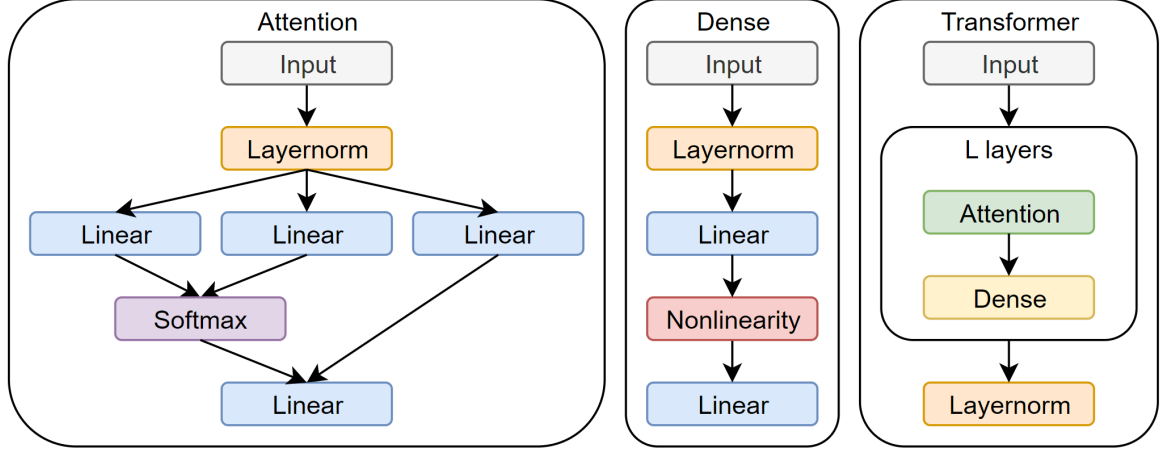 Attention
Input
Layernorm
Linear
Linear
Linear
Softmax
Linear
Dense
Input
Layernorm
Linear
Nonlinearity
Linear
Transformer
Input
L layers
Attention
Dense
Layernorm